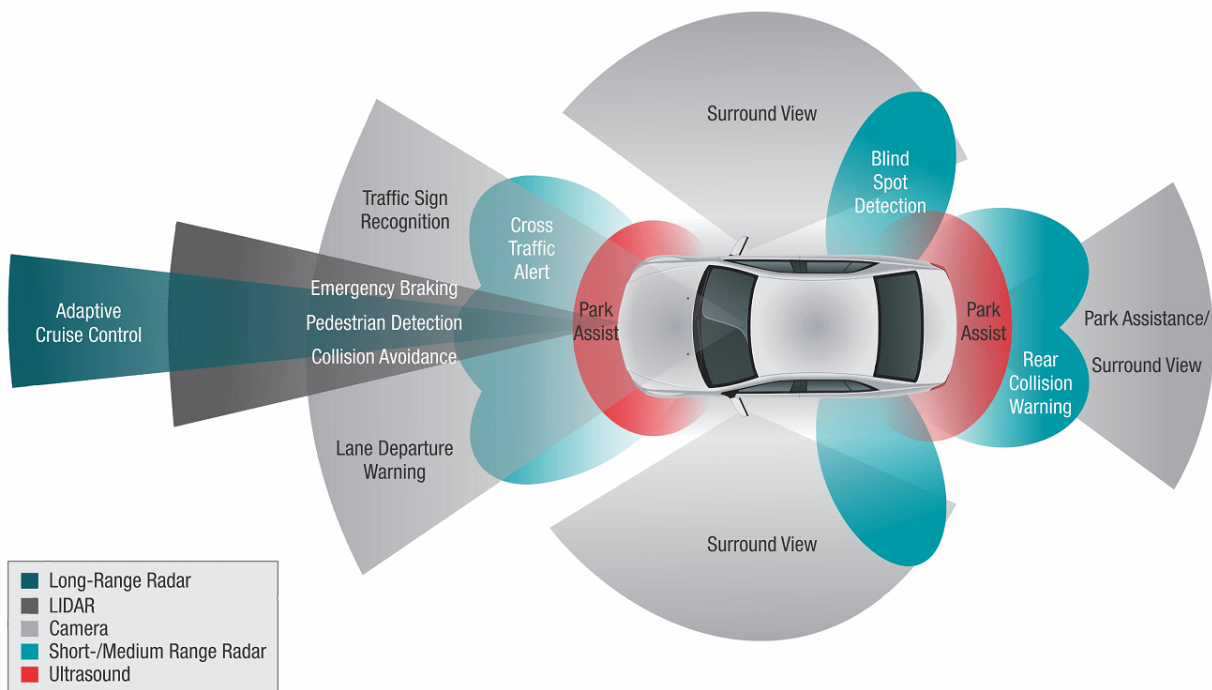 Surround View
Blind
Spot
Detection
Traffic Sign
Recognition
Cross
Traffic
Alert
Emergency Braking
Adaptive
Cruise Control
Pedestrian Detection
Collision Avoidance
Park
Assist
Park
Assist
Park Assistance/
Surround View
Rear
Collision
Warning
Lane Departure
Warning
Surround View
Long-Range Radar
LIDAR
Camera
Short-/Medium Range Radar
Ultrasound